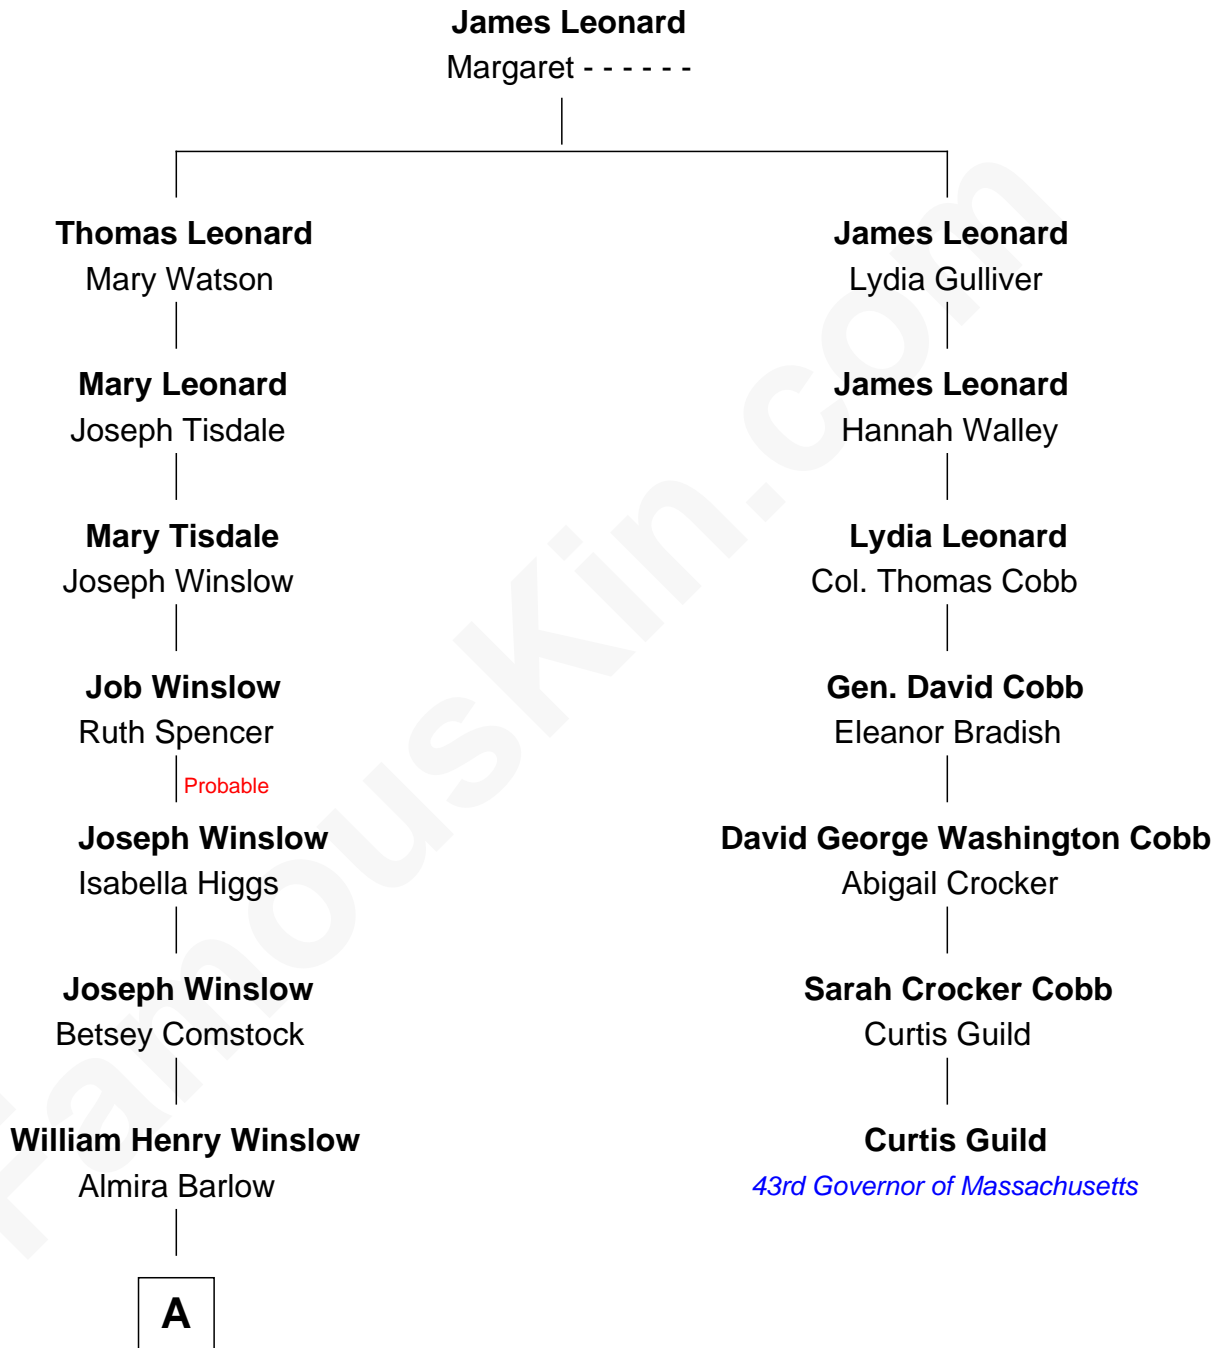 James Leonard
Margaret - - - - - -
Thomas Leonard
Mary Watson
Mary Leonard
Joseph Tisdale
Mary Tisdale
Joseph Winslow
Job Winslow
Ruth Spencer
Probable
Joseph Winslow
Isabella Higgs
Joseph Winslow
Betsey Comstock
William Henry Winslow
Almira Barlow
A
James Leonard
Lydia Gulliver
James Leonard
Hannah Walley
Lydia Leonard
Col. Thomas Cobb
Gen. David Cobb
Eleanor Bradish
David George Washington Cobb
Abigail Crocker
Sarah Crocker Cobb
Curtis Guild
Curtis Guild
43rd Governor of Massachusetts
FamousKin.com